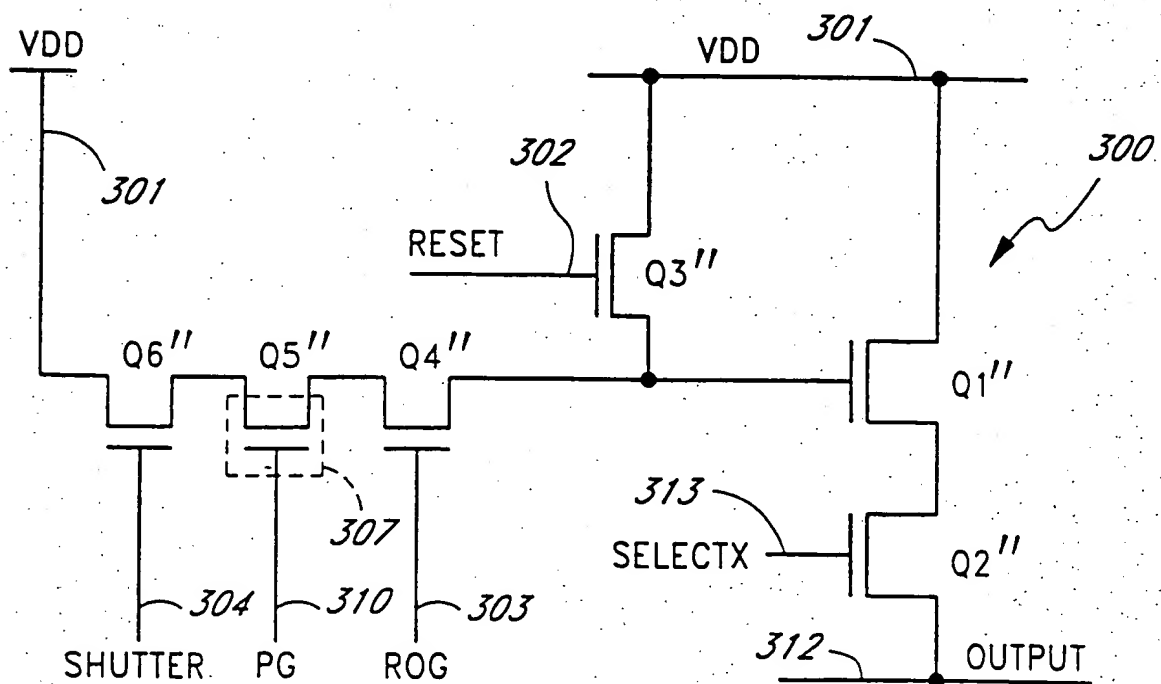 VDD
VDD
301
301
302
300
RESET
Q3″
Q6″
Q5″
Q4″
Q1″
313
307
SELECTX
Q2″
304
310
303
SHUTTER
PG
ROG
312
OUTPUT